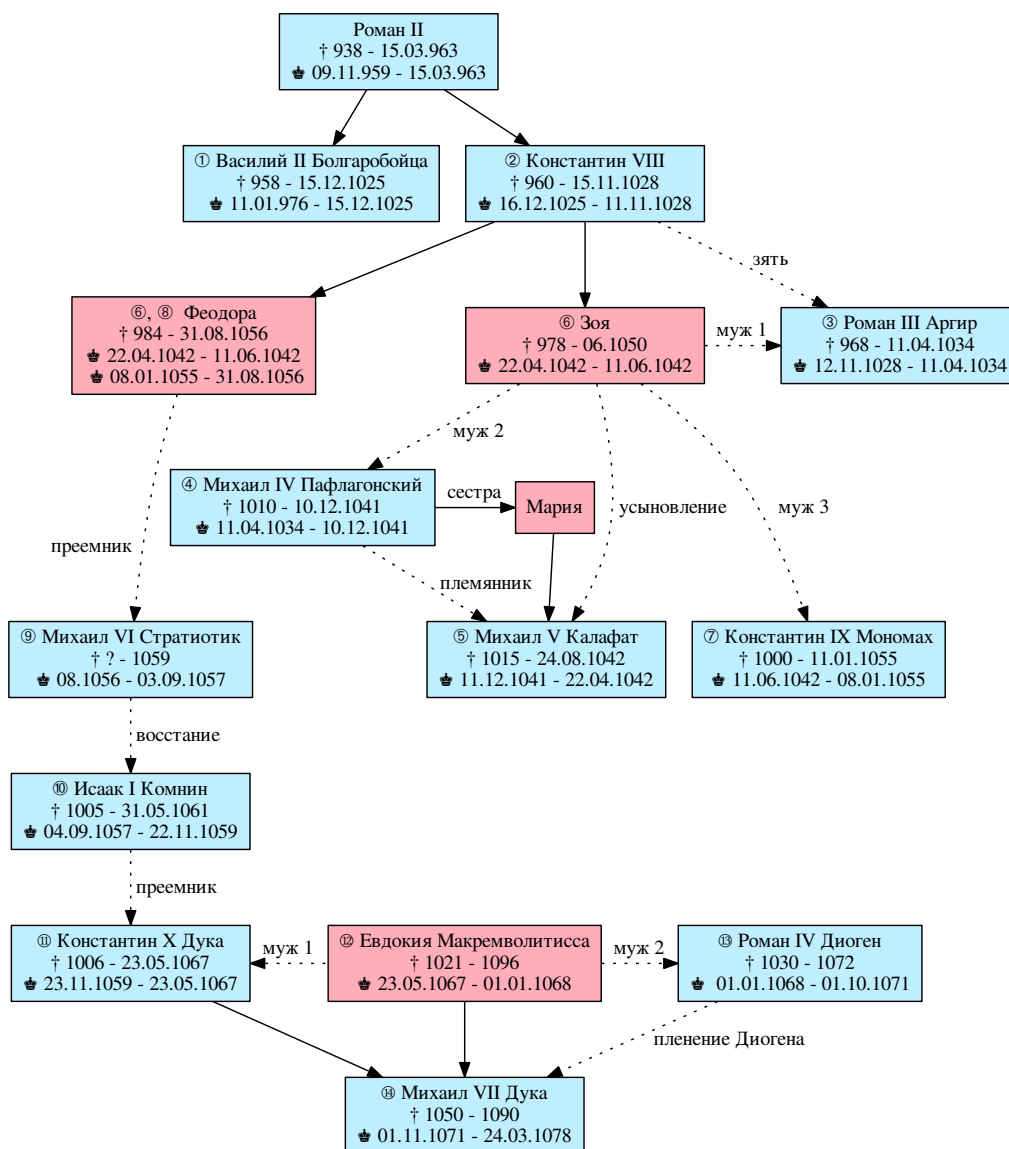 Роман II
† 938 - 15.03.963
♚ 09.11.959 - 15.03.963
① Василий II Болгаробойца
† 958 - 15.12.1025
♚ 11.01.976 - 15.12.1025
② Константин VIII
† 960 - 15.11.1028
♚ 16.12.1025 - 11.11.1028
зять
⑥, ⑧ Феодора
† 984 - 31.08.1056
♚ 22.04.1042 - 11.06.1042
♚ 08.01.1055 - 31.08.1056
⑥ Зоя
† 978 - 06.1050
♚ 22.04.1042 - 11.06.1042
муж 1
③ Роман III Аргир
† 968 - 11.04.1034
♚ 12.11.1028 - 11.04.1034
муж 2
④ Михаил IV Пафлагонский
† 1010 - 10.12.1041
♚ 11.04.1034 - 10.12.1041
сестра
Мария
усыновление
муж 3
преемник
племянник
⑨ Михаил VI Стратиотик
† ? - 1059
♚ 08.1056 - 03.09.1057
⑤ Михаил V Калафат
† 1015 - 24.08.1042
♚ 11.12.1041 - 22.04.1042
⑦ Константин IX Мономах
† 1000 - 11.01.1055
♚ 11.06.1042 - 08.01.1055
восстание
⑩ Исаак I Комнин
† 1005 - 31.05.1061
♚ 04.09.1057 - 22.11.1059
преемник
⑪ Константин X Дука
† 1006 - 23.05.1067
♚ 23.11.1059 - 23.05.1067
муж 1
⑫ Евдокия Макремволитисса
† 1021 - 1096
♚ 23.05.1067 - 01.01.1068
муж 2
⑬ Роман IV Диоген
† 1030 - 1072
♚ 01.01.1068 - 01.10.1071
пленение Диогена
⑭ Михаил VII Дука
† 1050 - 1090
♚ 01.11.1071 - 24.03.1078